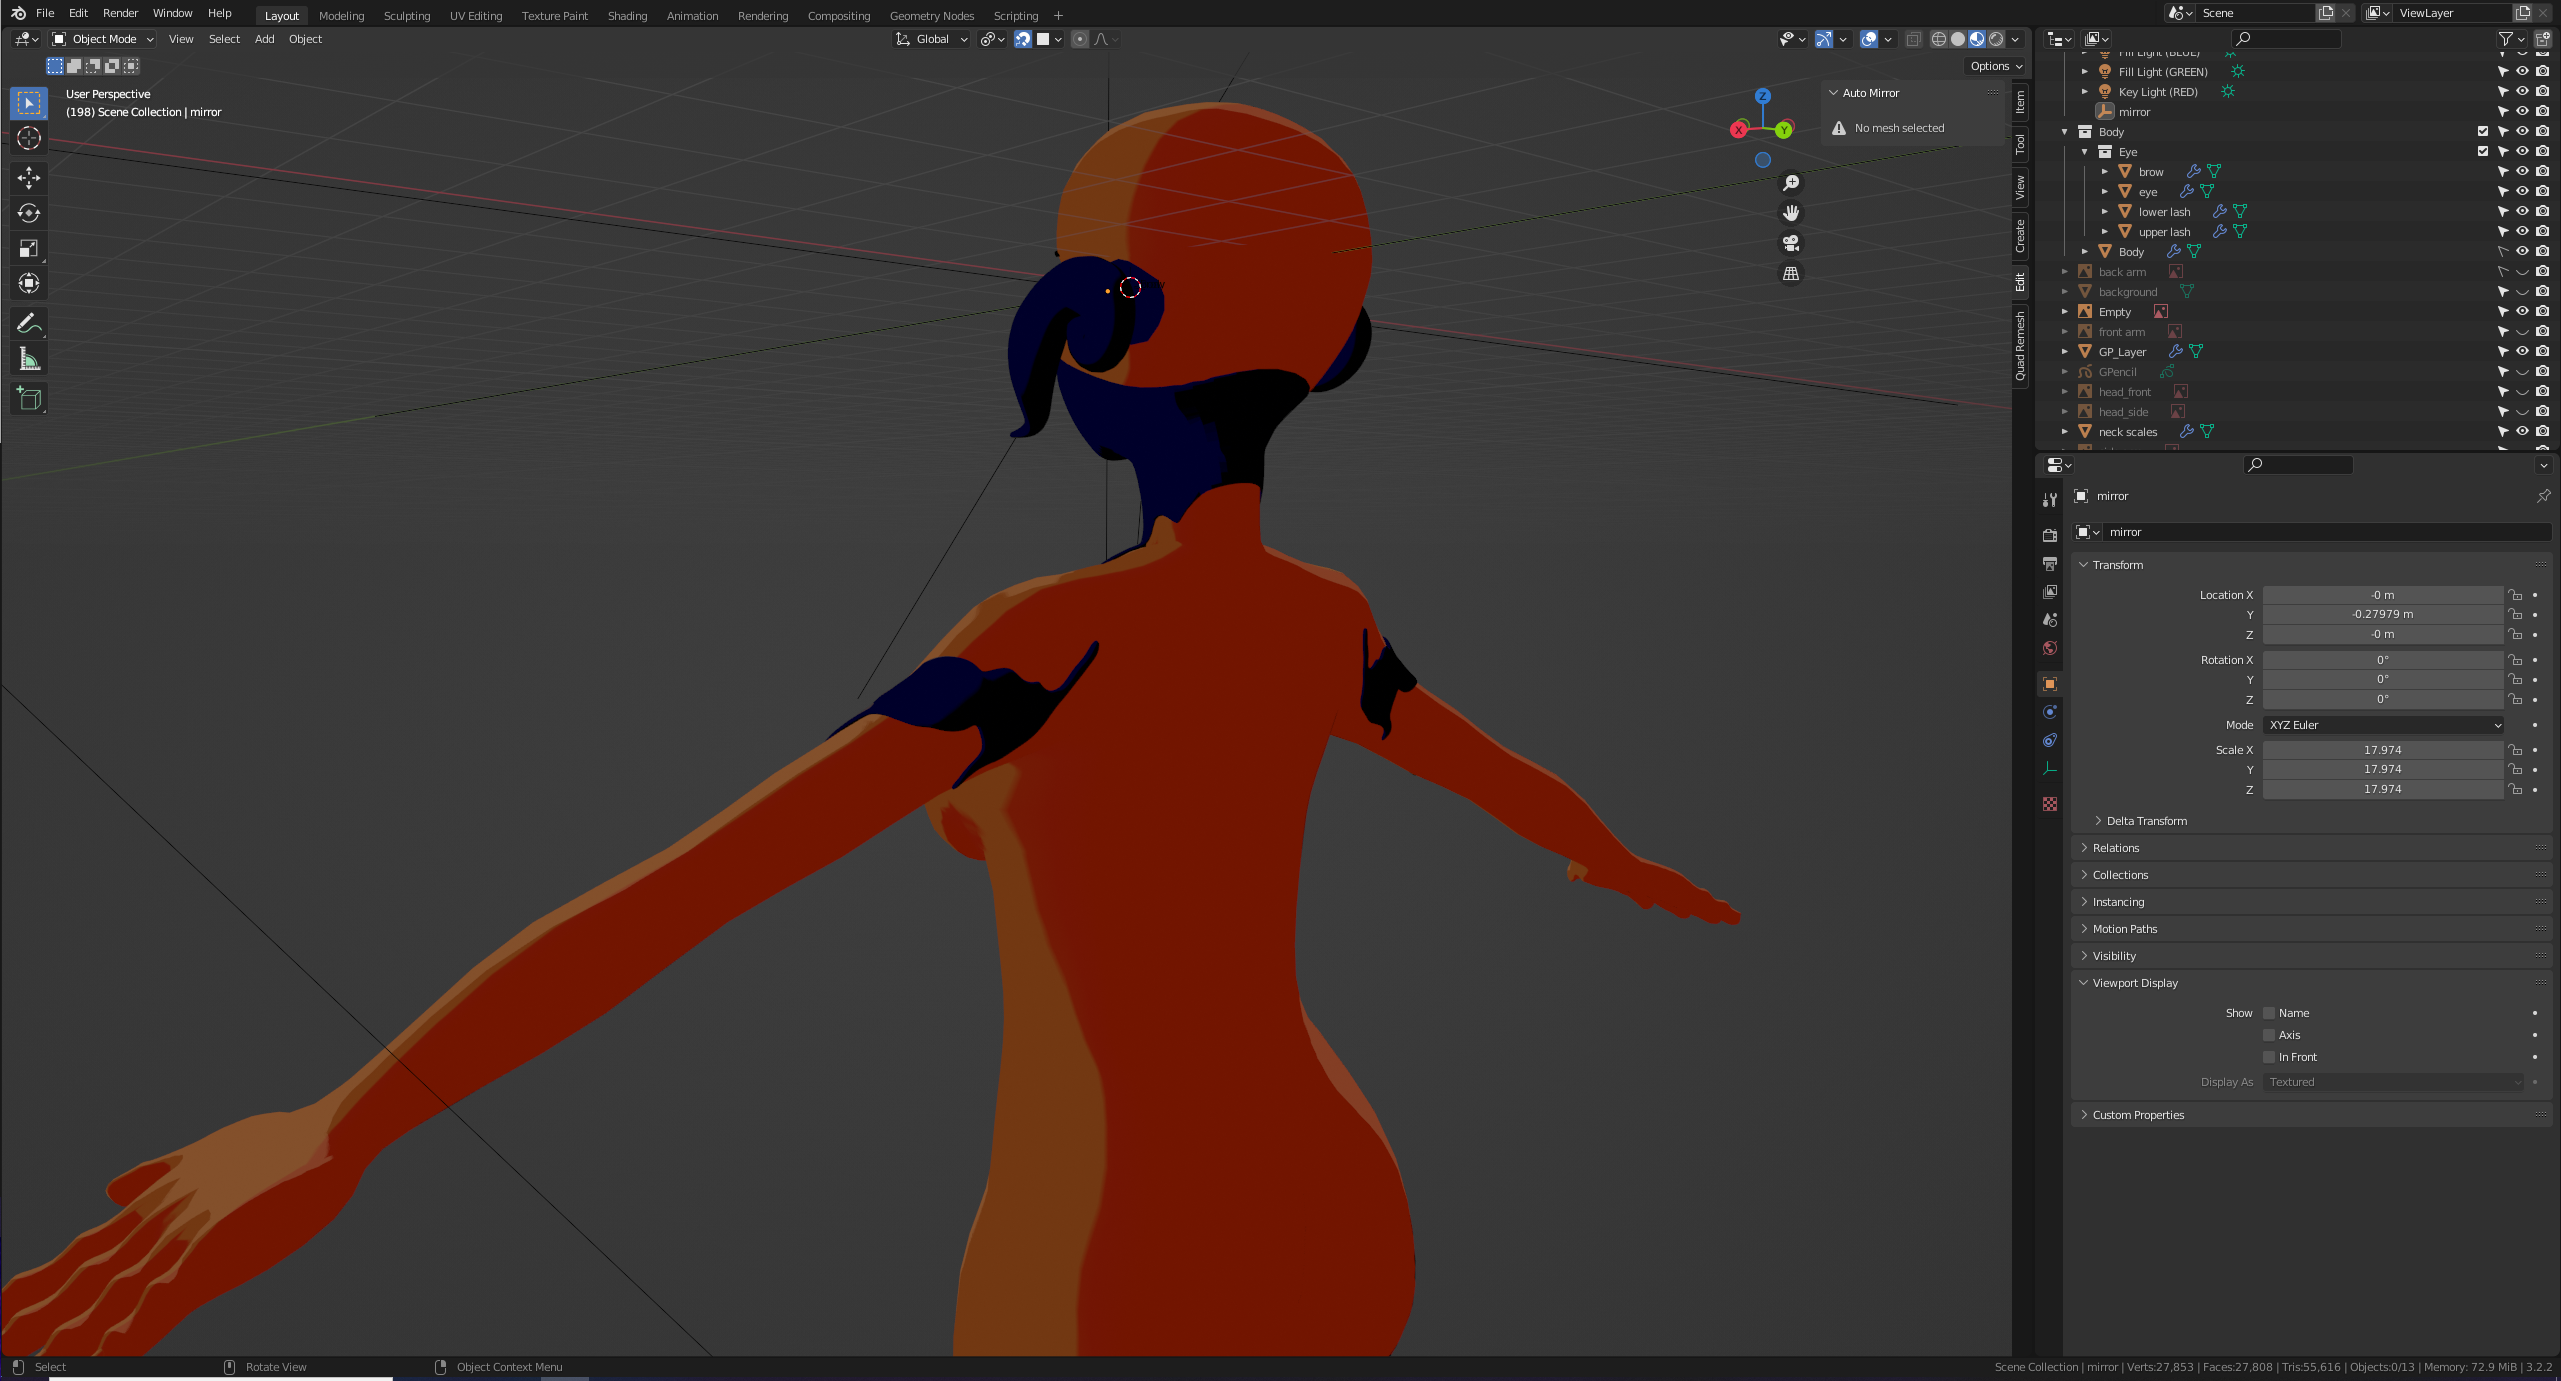 File Edit Render Window Help Layout Modeling Sculpting UV Editing Texture Paint Shading Animation Rendering Compositing Geometry Nodes Scripting + Scene ViewLayer
Object Mode View Select Add Object Global
Options
User Perspective
(198) Scene Collection | mirror
Auto Mirror
No mesh selected
Z
X
Y
Item
Tool
View
Create
Edit
Quad Remesh
Fill Light (BLUE)
Fill Light (GREEN)
Key Light (RED)
mirror
Body
Eye
brow
eye
lower lash
upper lash
Body
back arm
background
Empty
front arm
GP_Layer
GPencil
head_front
head_side
neck scales
mirror
mirror
Transform
Location X -0 m
Y -0.27979 m
Z -0 m
Rotation X 0°
Y 0°
Z 0°
Mode XYZ Euler
Scale X 17.974
Y 17.974
Z 17.974
Delta Transform
Relations
Collections
Instancing
Motion Paths
Visibility
Viewport Display
Show Name
Axis
In Front
Display As Textured
Custom Properties
Select Rotate View Object Context Menu Scene Collection | mirror | Verts:27,853 | Faces:27,808 | Tris:55,616 | Objects:0/13 | Memory: 72.9 MiB | 3.2.2